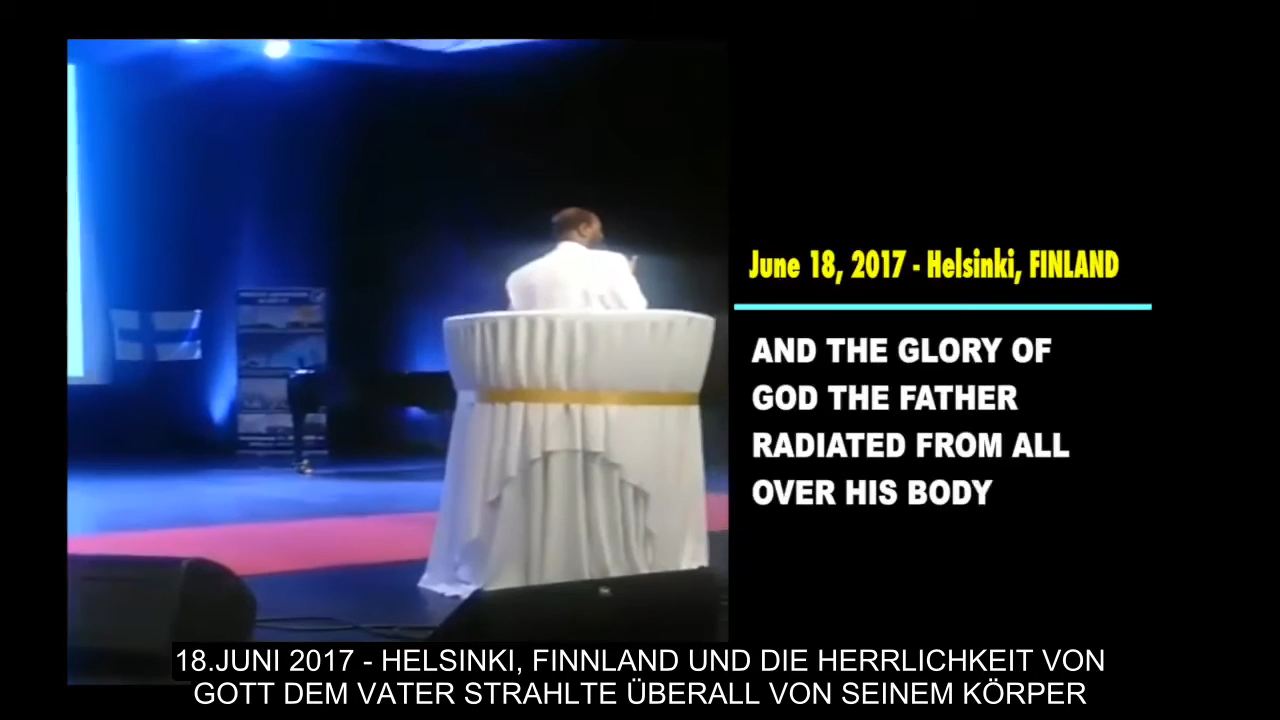 June 18, 2017 - Helsinki, FINLAND
AND THE GLORY OF
GOD THE FATHER
RADIATED FROM ALL
OVER HIS BODY
18.JUNI 2017 - HELSINKI, FINNLAND UND DIE HERRLICHKEIT VON
GOTT DEM VATER STRAHLTE ÜBERALL VON SEINEM KÖRPER